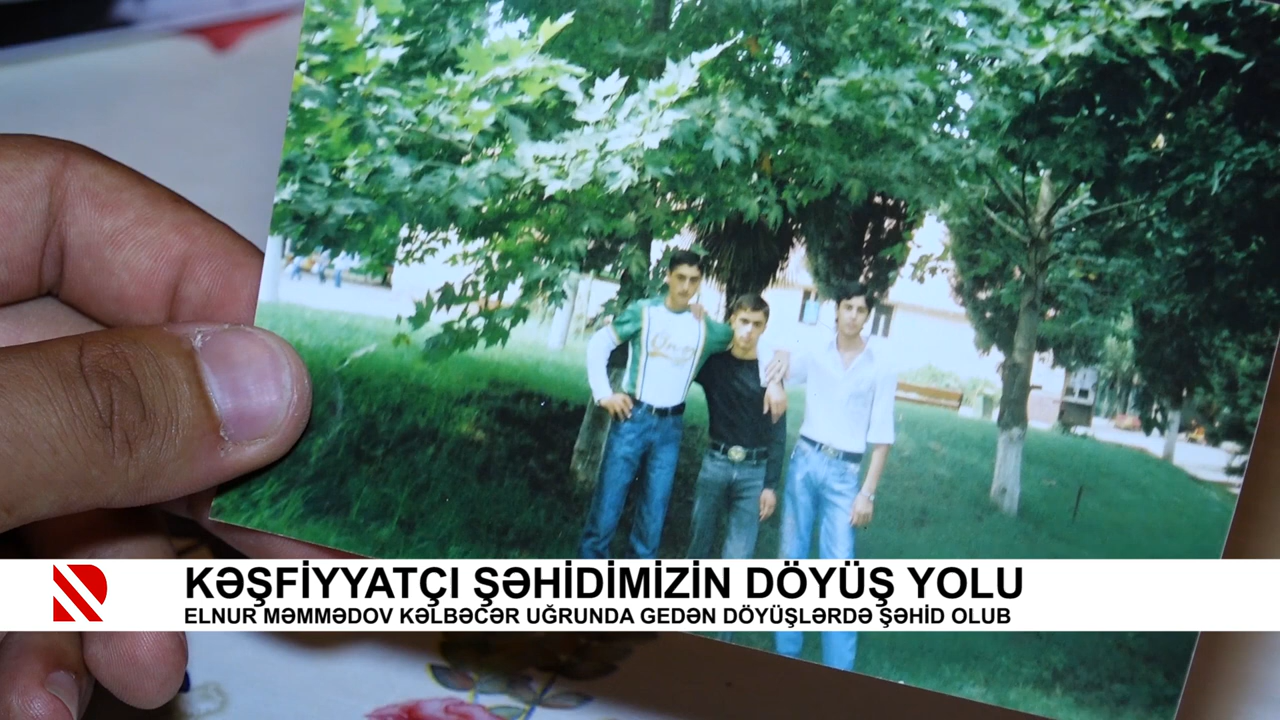 KƏŞFİYYATÇI ŞƏHİDİMİZİN DÖYÜŞ YOLU
ELNUR MƏMMƏDOV KƏLBƏCƏR UĞRUNDA GEDƏN DÖYÜŞLƏRDƏ ŞƏHİD OLUB